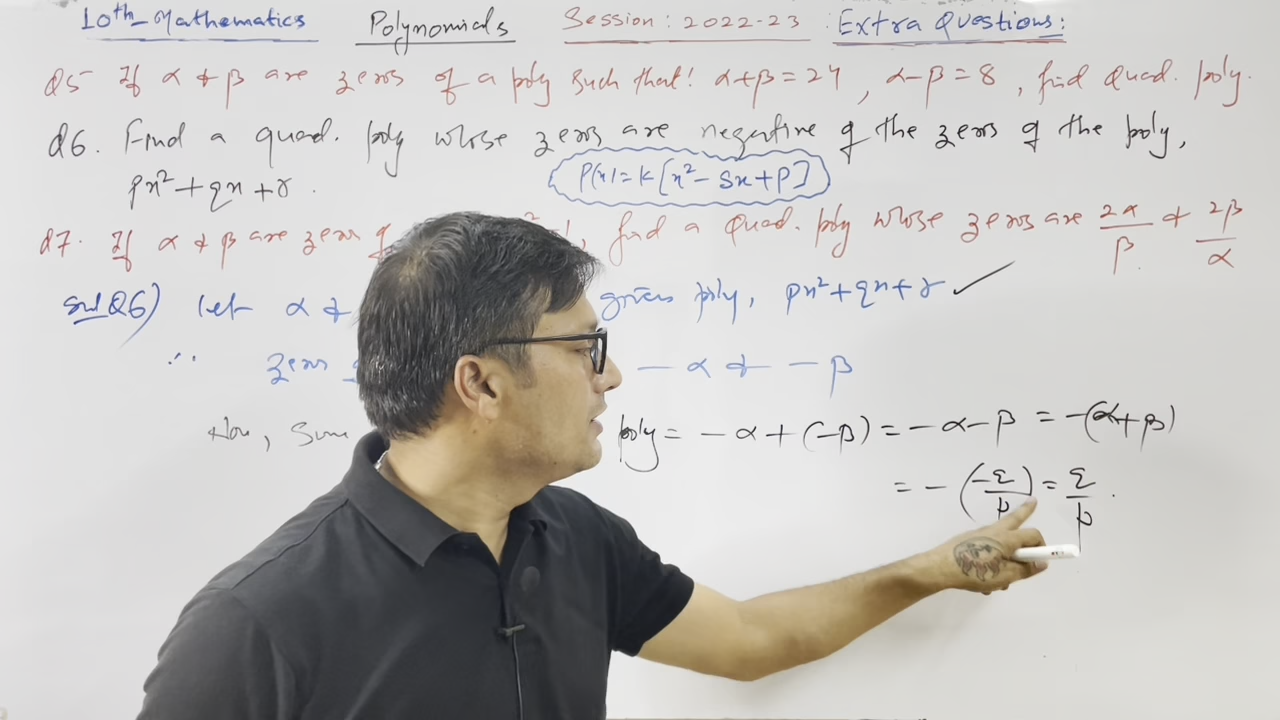 10th Mathematics Polynomials Session: 2022-23 Extra Questions:
Q5 If α & β are zeros of a poly such that! α+β=24, α-β=8, find Quad. poly.
Q6. Find a quad. poly whose zeros are negative of the zeros of the poly,
px²+qx+r.
P(x)=K[x²-Sx+P]
Q7. If α & β are zeros of ², find a Quad. poly whose zeros are 2α/β & 2β/α
Sol Q6) Let α & given poly, px²+qx+r ✓
∴ zeros -α & -β
Now, Sum poly = -α+(-β) = -α-β = -(α+β)
= -(-q/p) = q/p.